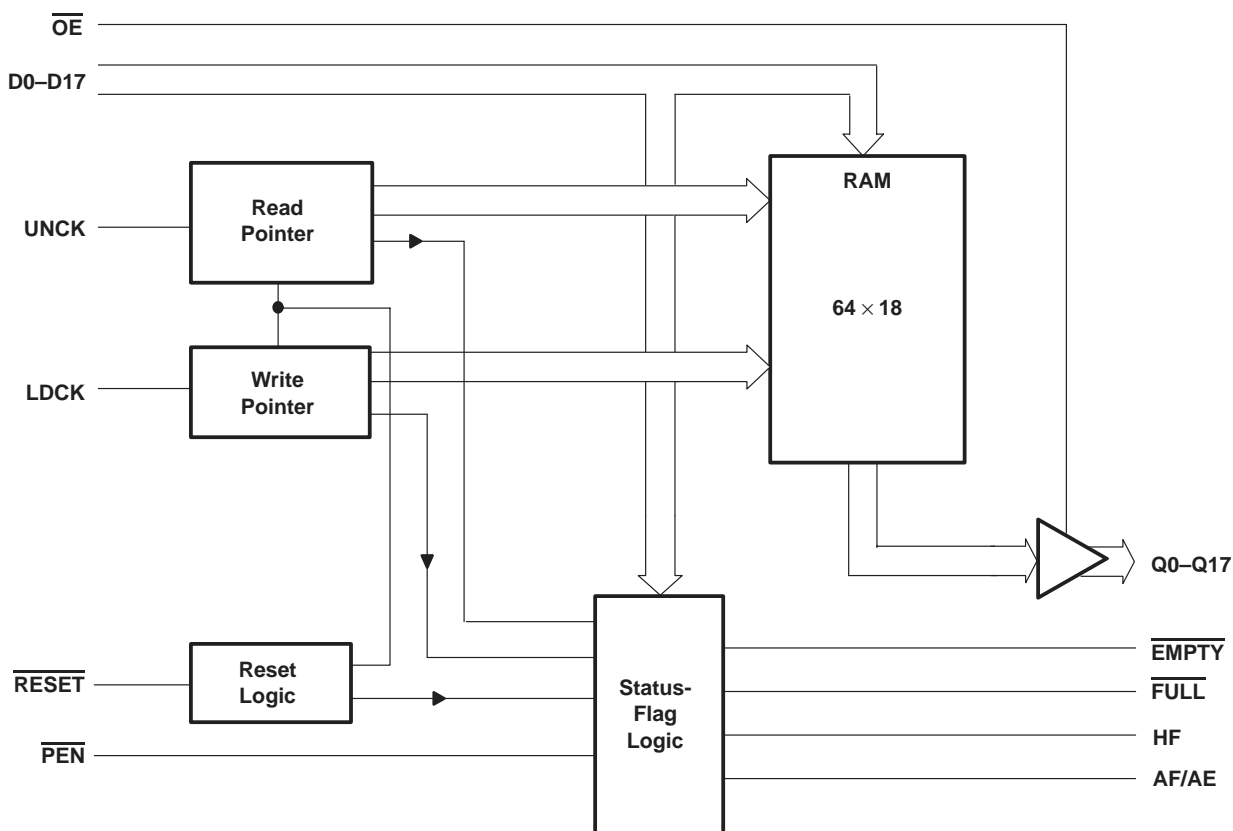 OE
D0–D17
RAM
Read
Pointer
UNCK
64 × 18
Write
Pointer
LDCK
Q0–Q17
EMPTY
Reset
Logic
RESET
Status-
Flag
Logic
FULL
HF
PEN
AF/AE